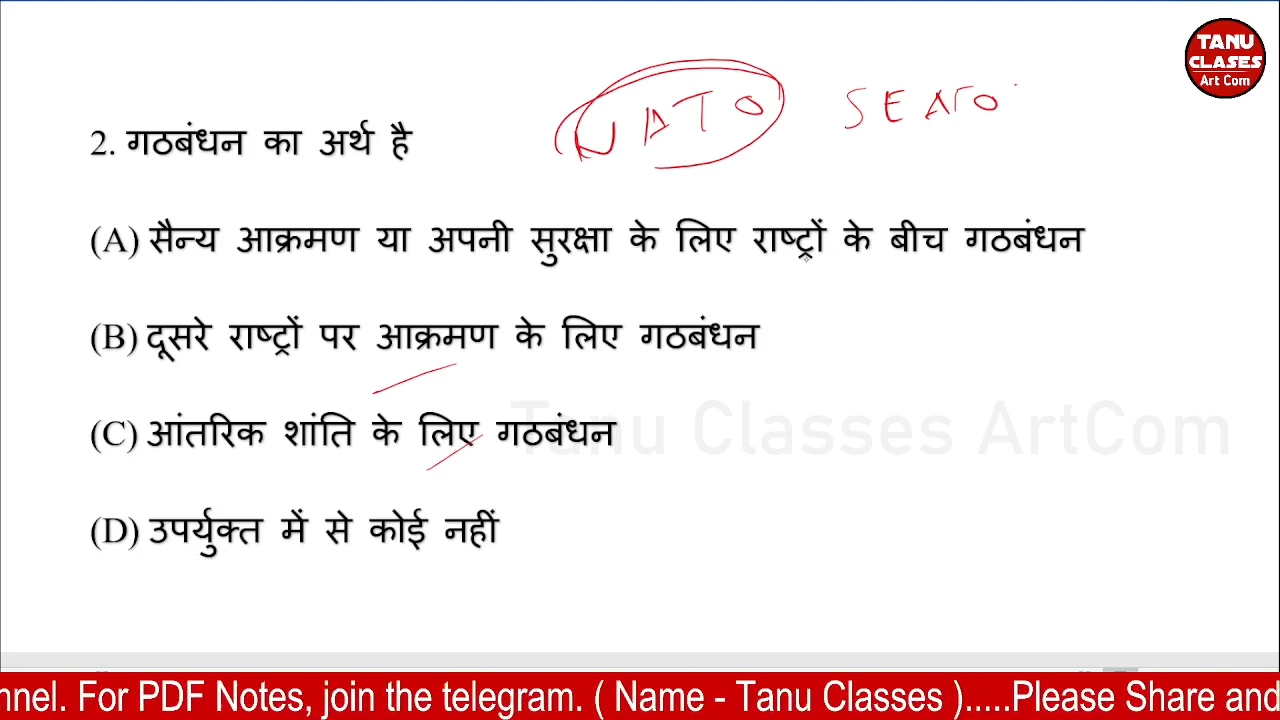 TANU
CLASES
Art Com
NATO SEATO
2. गठबंधन का अर्थ है
(A) सैन्य आक्रमण या अपनी सुरक्षा के लिए राष्ट्रों के बीच गठबंधन
(B) दूसरे राष्ट्रों पर आक्रमण के लिए गठबंधन
(C) आंतरिक शांति के लिए गठबंधन
Tanu Classes ArtCom
(D) उपर्युक्त में से कोई नहीं
nnel. For PDF Notes, join the telegram. ( Name - Tanu Classes ).....Please Share and